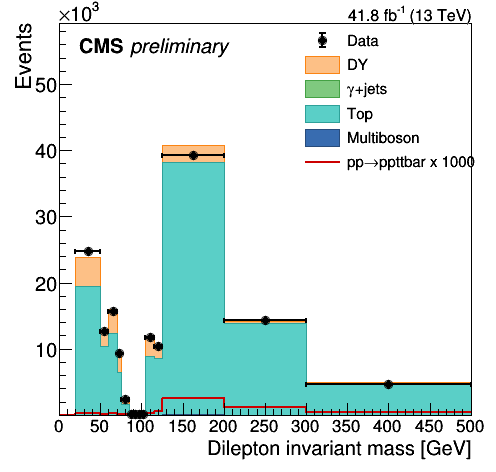 ×10³
41.8 fb⁻¹ (13 TeV)
CMS preliminary
Events
Data
DY
γ+jets
Top
Multiboson
pp→ppttbar x 1000
50
40
30
20
10
0 50 100 150 200 250 300 350 400 450 500
Dilepton invariant mass [GeV]